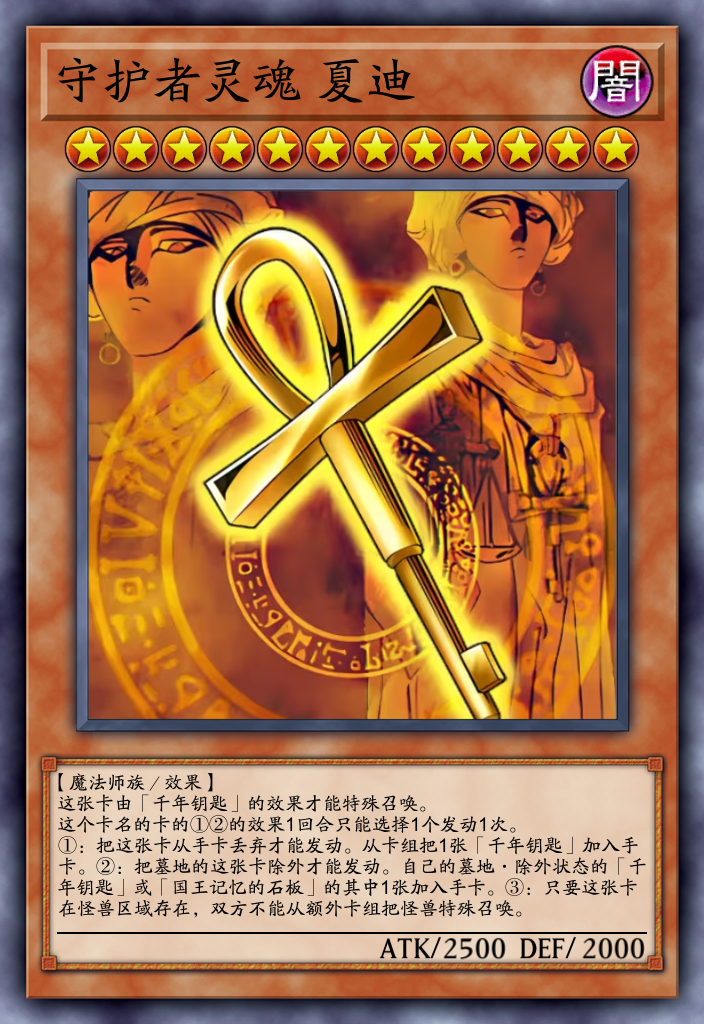 守护者灵魂 夏迪
闇
【魔法师族／效果】
这张卡由「千年钥匙」的效果才能特殊召唤。
这个卡名的卡的①②的效果1回合只能选择1个发动1次。
①：把这张卡从手卡丢弃才能发动。从卡组把1张「千年钥匙」加入手
卡。②：把墓地的这张卡除外才能发动。自己的墓地·除外状态的「千
年钥匙」或「国王记忆的石板」的其中1张加入手卡。③：只要这张卡
在怪兽区域存在，双方不能从额外卡组把怪兽特殊召唤。
ATK/2500 DEF/2000